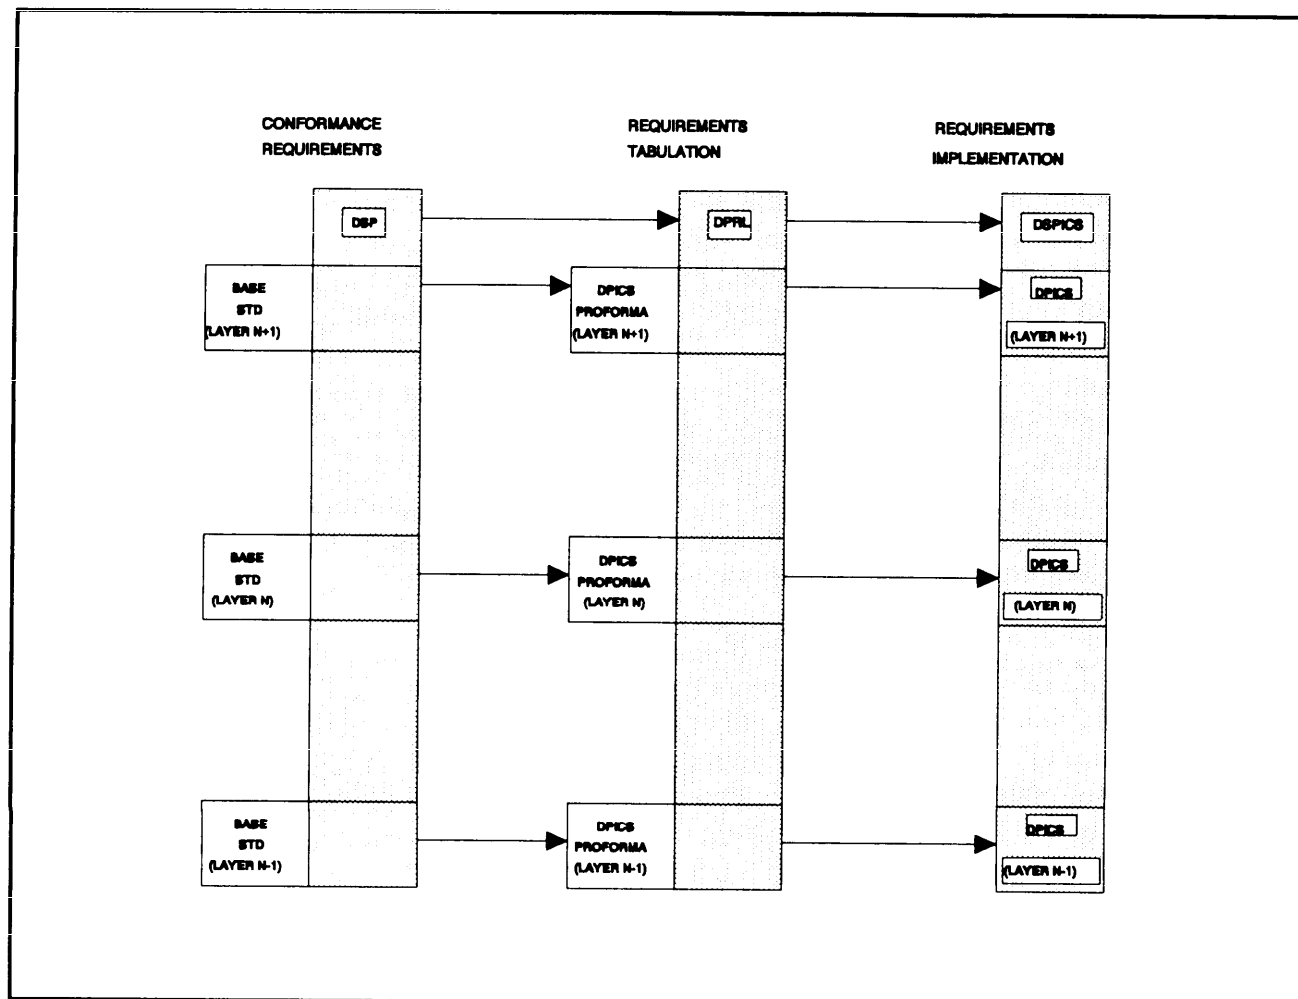 CONFORMANCE
REQUIREMENTS
REQUIREMENTS
TABULATION
REQUIREMENTS
IMPLEMENTATION
DSP
DPRL
DSPICS
BASE
STD
(LAYER N+1)
DPICS
PROFORMA
(LAYER N+1)
DPICS
(LAYER N+1)
BASE
STD
(LAYER N)
DPICS
PROFORMA
(LAYER N)
DPICS
(LAYER N)
BASE
STD
(LAYER N-1)
DPICS
PROFORMA
(LAYER N-1)
DPICS
(LAYER N-1)